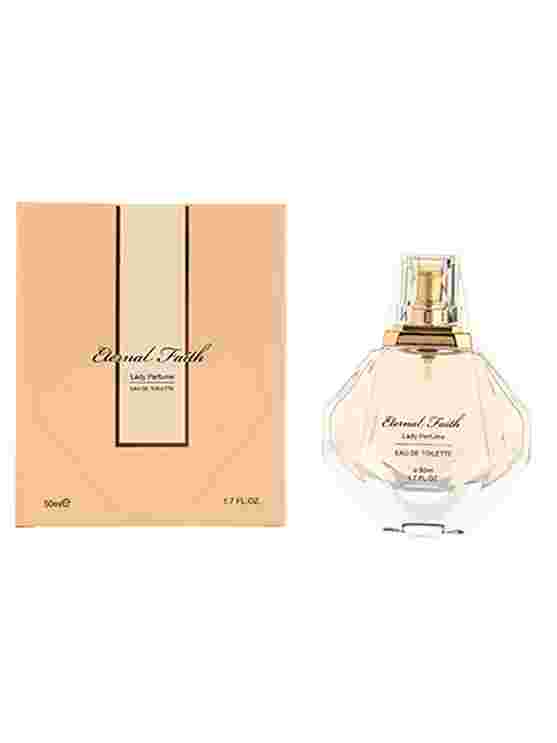 Eternal Faith
Lady Perfume
EAU DE TOILETTE
50ml e
1.7 FL.OZ.
Eternal Faith
Lady Perfume
EAU DE TOILETTE
e 50ml
1.7 FL.OZ